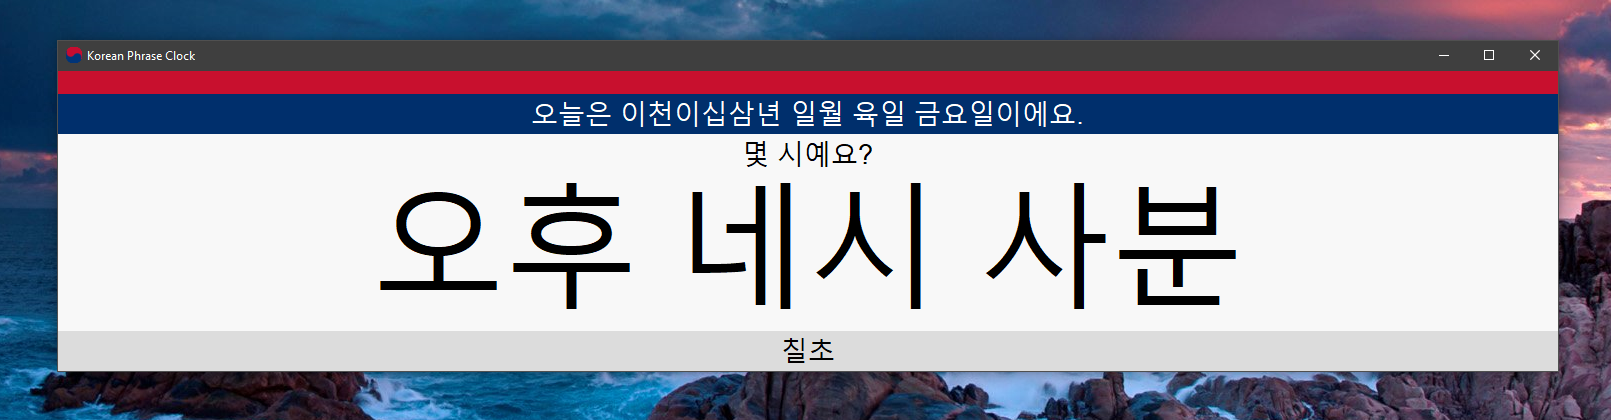 Korean Phrase Clock
오늘은 이천이십삼년 일월 육일 금요일이에요.
몇 시예요?
오후 네시 사분
칠초